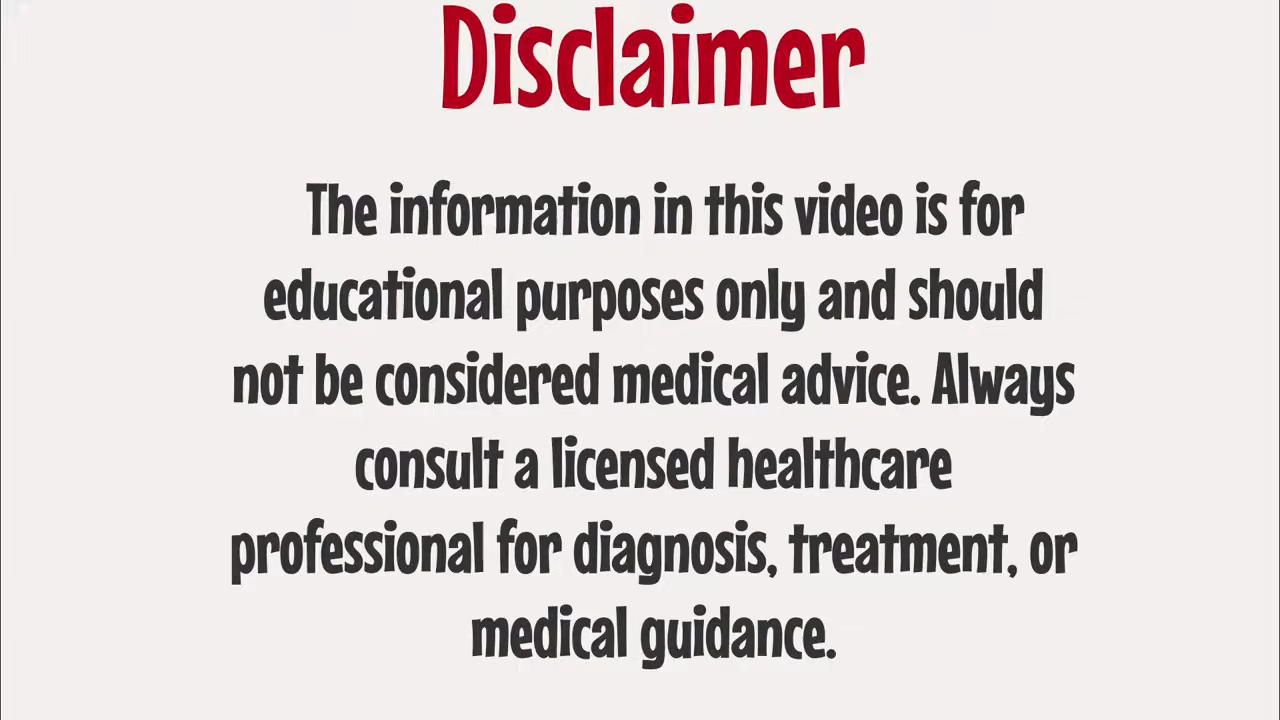 Disclaimer
The information in this video is for
educational purposes only and should
not be considered medical advice. Always
consult a licensed healthcare
professional for diagnosis, treatment, or
medical guidance.